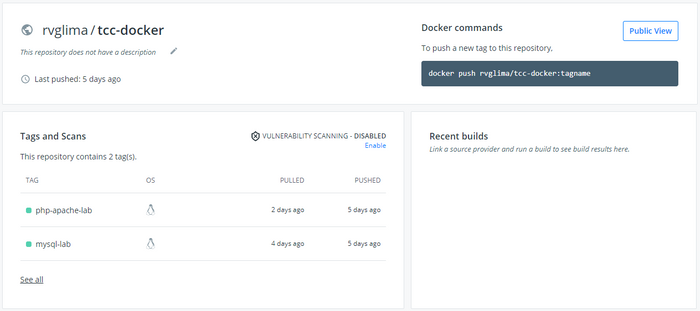 rvglima / tcc-docker
This repository does not have a description
Last pushed: 5 days ago
Docker commands
Public View
To push a new tag to this repository,
docker push rvglima/tcc-docker:tagname
Tags and Scans
VULNERABILITY SCANNING - DISABLED
Enable
This repository contains 2 tag(s).
TAG OS PULLED PUSHED
php-apache-lab 2 days ago 5 days ago
mysql-lab 4 days ago 5 days ago
See all
Recent builds
Link a source provider and run a build to see build results here.